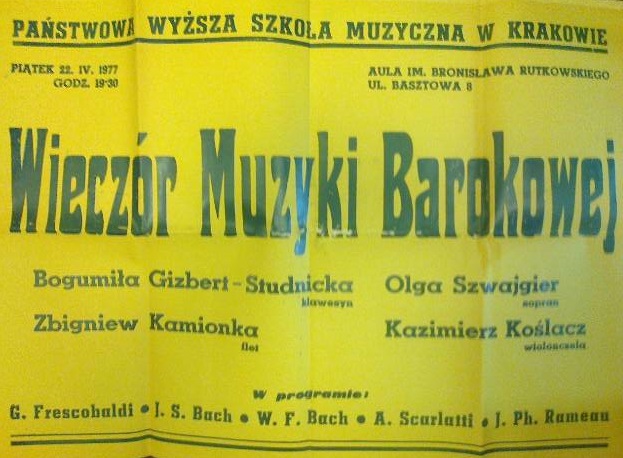 PAŃSTWOWA WYŻSZA SZKOŁA MUZYCZNA W KRAKOWIE
PIĄTEK 22. IV. 1977
GODZ. 19·30
AULA IM. BRONISŁAWA RUTKOWSKIEGO
UL. BASZTOWA 8
Wieczór Muzyki Barokowej
Bogumiła Gizbert-Studnicka
klawesyn
Olga Szwajgier
sopran
Zbigniew Kamionka
flet
Kazimierz Koślacz
wiolonczela
W programie:
G. Frescobaldi • J. S. Bach • W. F. Bach • A. Scarlatti • J. Ph. Rameau